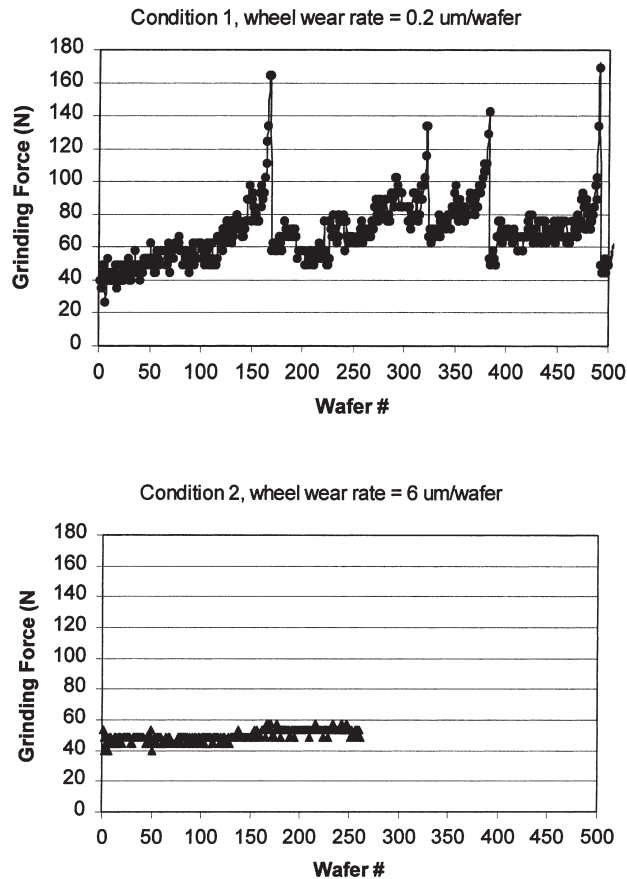 Condition 1, wheel wear rate = 0.2 um/wafer
180
160
140
120
100
80
60
40
20
0
Grinding Force (N)
0 50 100 150 200 250 300 350 400 450 500
Wafer #
Condition 2, wheel wear rate = 6 um/wafer
180
160
140
120
100
80
60
40
20
0
Grinding Force (N
0 50 100 150 200 250 300 350 400 450 500
Wafer #